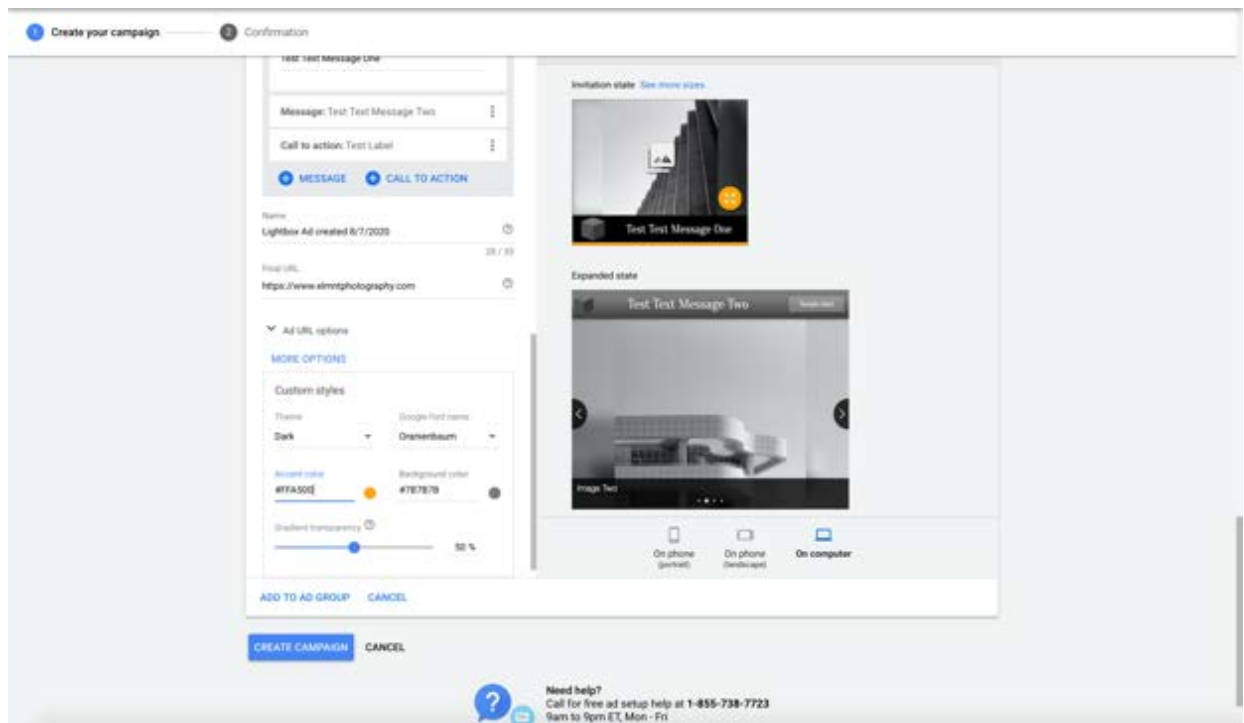 1 Create your campaign
2 Confirmation
Test Text Message One
Message: Test Text Message Two
Call to action: Test Label
MESSAGE
CALL TO ACTION
Name
Lightbox Ad created 8/7/2020
Final URL
https://www.elmntphotography.com
Ad URL options
MORE OPTIONS
Custom styles
Theme
Google Font name
Dark
Oranienbaum
Accent color
Background color
#FFA500
#7B7B7B
Gradient transparency
50 %
ADD TO AD GROUP
CANCEL
CREATE CAMPAIGN
CANCEL
Invitation state See more sizes
Test Text Message One
Expanded state
Test Text Message Two
Image Two
On phone
(portrait)
On phone
(landscape)
On computer
Need help?
Call for free ad setup help at 1-855-738-7723
9am to 9pm ET, Mon - Fri